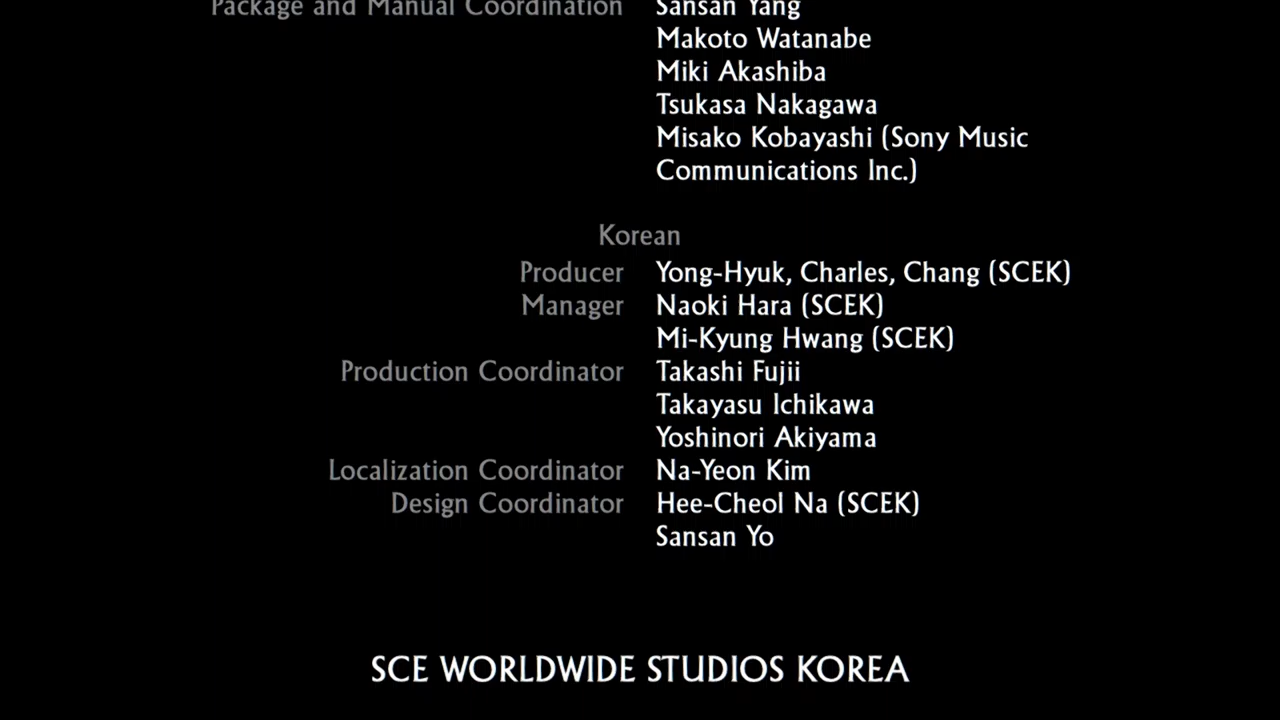 Package and Manual Coordination Sansan Yang
Makoto Watanabe
Miki Akashiba
Tsukasa Nakagawa
Misako Kobayashi (Sony Music
Communications Inc.)
Korean
Producer Yong-Hyuk, Charles, Chang (SCEK)
Manager Naoki Hara (SCEK)
Mi-Kyung Hwang (SCEK)
Production Coordinator Takashi Fujii
Takayasu Ichikawa
Yoshinori Akiyama
Localization Coordinator Na-Yeon Kim
Design Coordinator Hee-Cheol Na (SCEK)
Sansan Yo
SCE WORLDWIDE STUDIOS KOREA